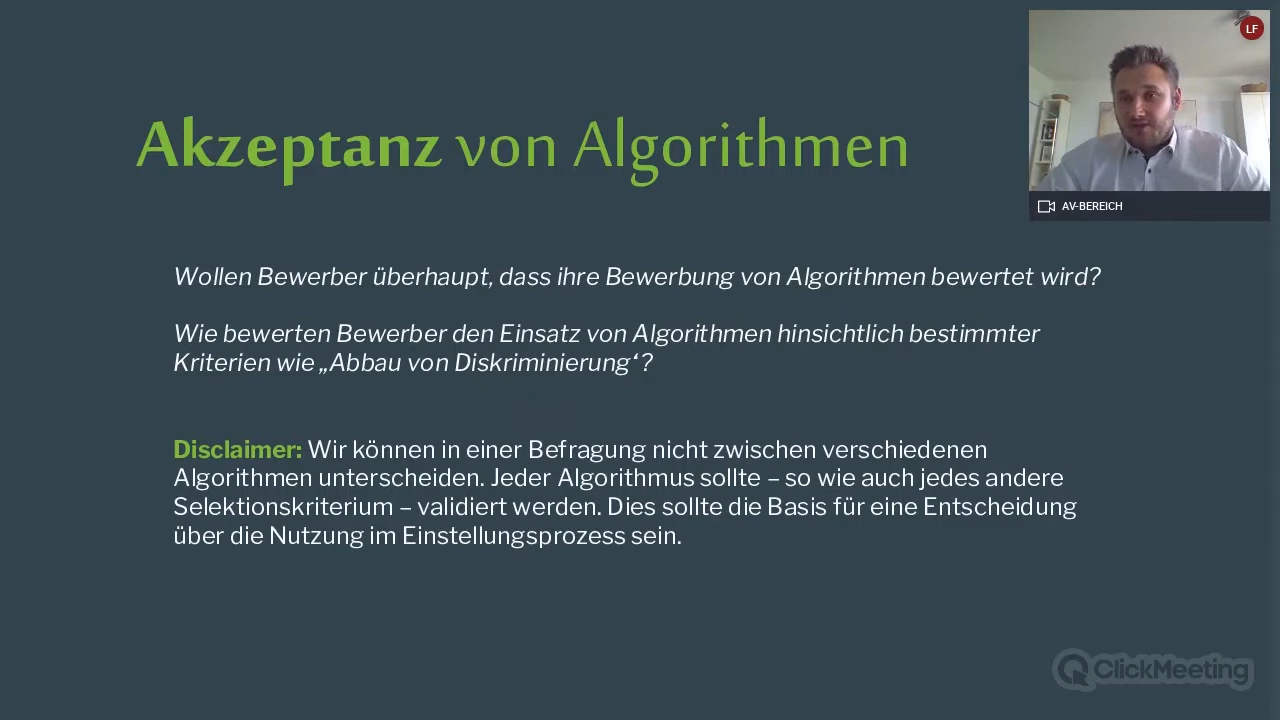 LF
Akzeptanz von Algorithmen
AV-BEREICH
Wollen Bewerber überhaupt, dass ihre Bewerbung von Algorithmen bewertet wird?
Wie bewerten Bewerber den Einsatz von Algorithmen hinsichtlich bestimmter
Kriterien wie „Abbau von Diskriminierung‘?
Disclaimer: Wir können in einer Befragung nicht zwischen verschiedenen
Algorithmen unterscheiden. Jeder Algorithmus sollte – so wie auch jedes andere
Selektionskriterium – validiert werden. Dies sollte die Basis für eine Entscheidung
über die Nutzung im Einstellungsprozess sein.
ClickMeeting